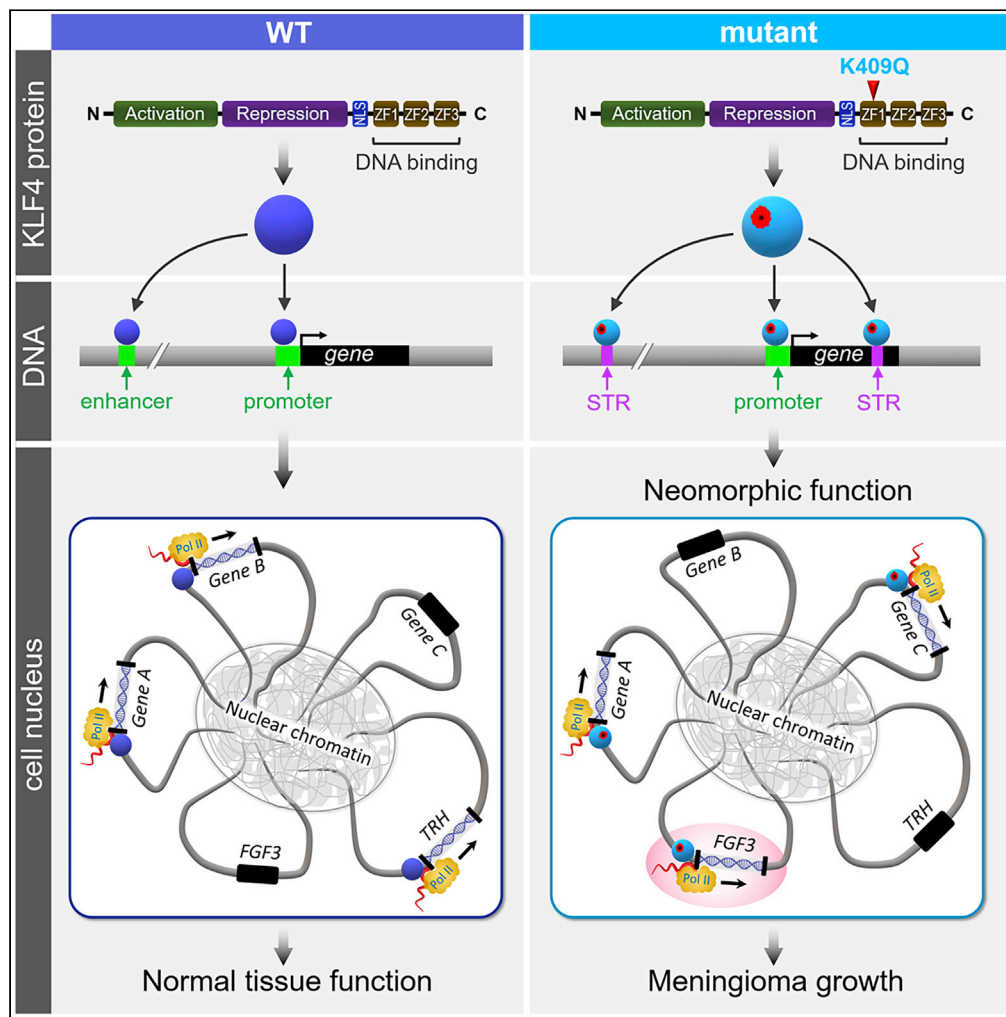 WT
mutant
KLF4 protein
K409Q
N
Activation
Repression
NLS
ZF1
ZF2
ZF3
C
DNA binding
N
Activation
Repression
NLS
ZF1
ZF2
ZF3
C
DNA binding
DNA
gene
enhancer
promoter
gene
STR
promoter
STR
cell nucleus
Neomorphic function
Pol II
Gene B
Gene C
Gene A
Pol II
Nuclear chromatin
FGF3
TRH
Pol II
Gene B
Pol II
Gene C
Gene A
Pol II
Nuclear chromatin
FGF3
Pol II
TRH
Normal tissue function
Meningioma growth